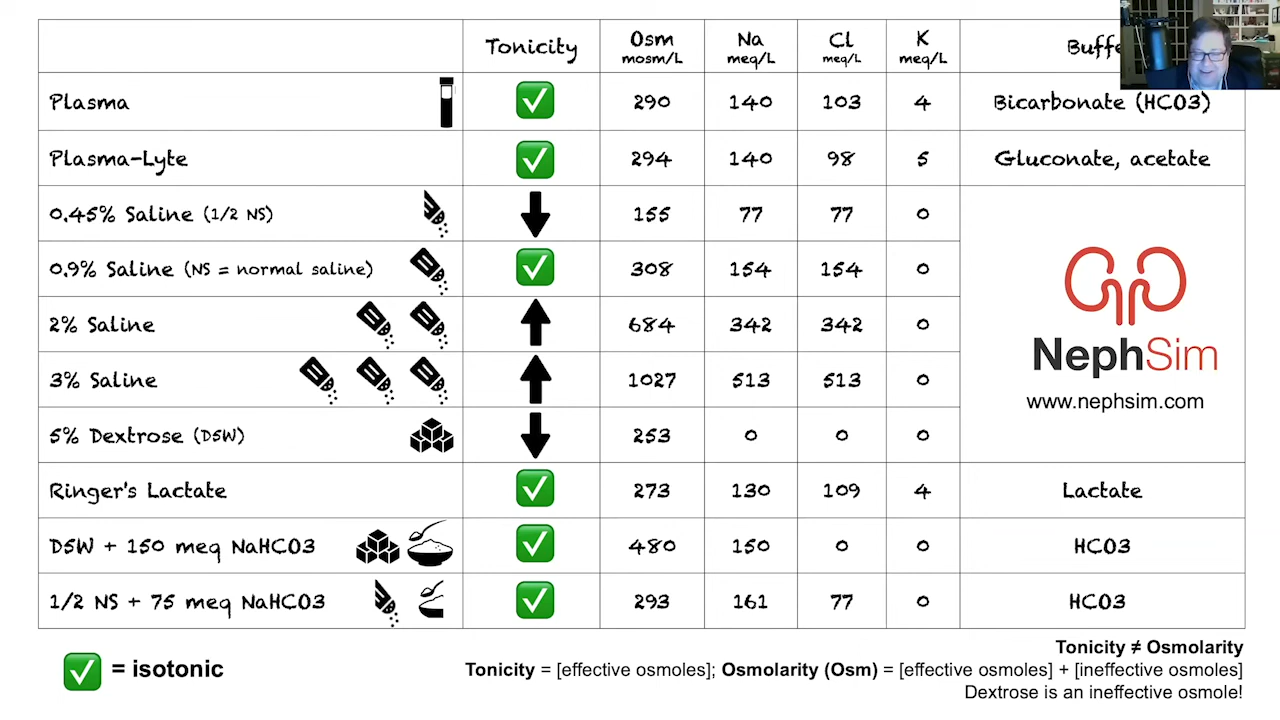 Tonicity Osm mosm/L Na meq/L Cl meq/L K meq/L
Plasma 290 140 103 4 Bicarbonate (HCO3)
Plasma-Lyte 294 140 98 5 Gluconate, acetate
0.45% Saline (1/2 NS) 155 77 77 0
0.9% Saline (NS = normal saline) 308 154 154 0
2% Saline 684 342 342 0
3% Saline 1027 513 513 0
5% Dextrose (D5W) 253 0 0 0
NephSim
www.nephsim.com
Ringer's Lactate 273 130 109 4 Lactate
D5W + 150 meq NaHCO3 480 150 0 0 HCO3
1/2 NS + 75 meq NaHCO3 293 161 77 0 HCO3
= isotonic
Tonicity ≠ Osmolarity
Tonicity = [effective osmoles]; Osmolarity (Osm) = [effective osmoles] + [ineffective osmoles]
Dextrose is an ineffective osmole!